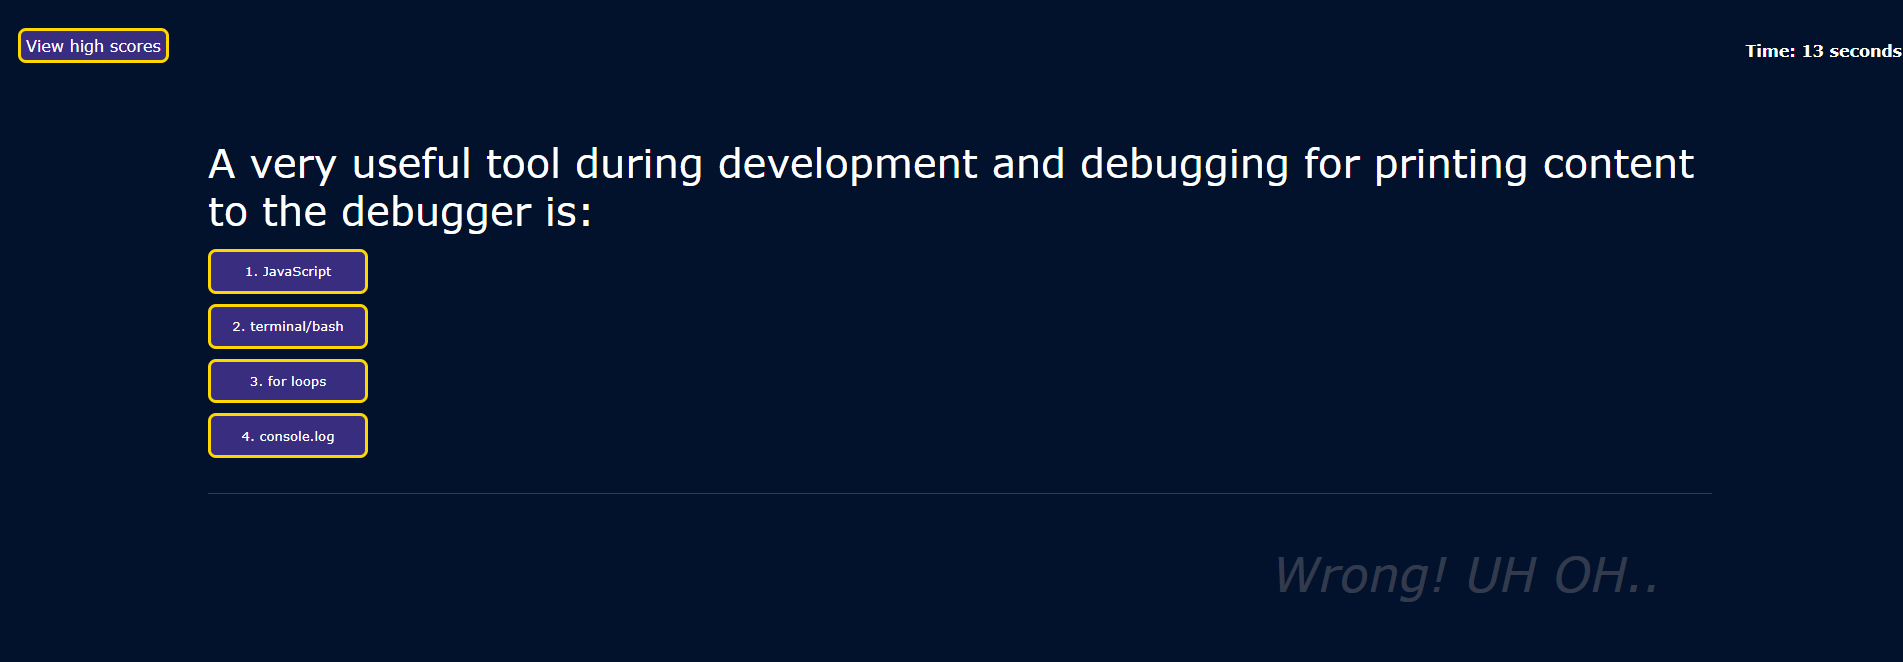 View high scores
Time: 13 seconds
A very useful tool during development and debugging for printing content
to the debugger is:
1. JavaScript
2. terminal/bash
3. for loops
4. console.log
Wrong! UH OH..